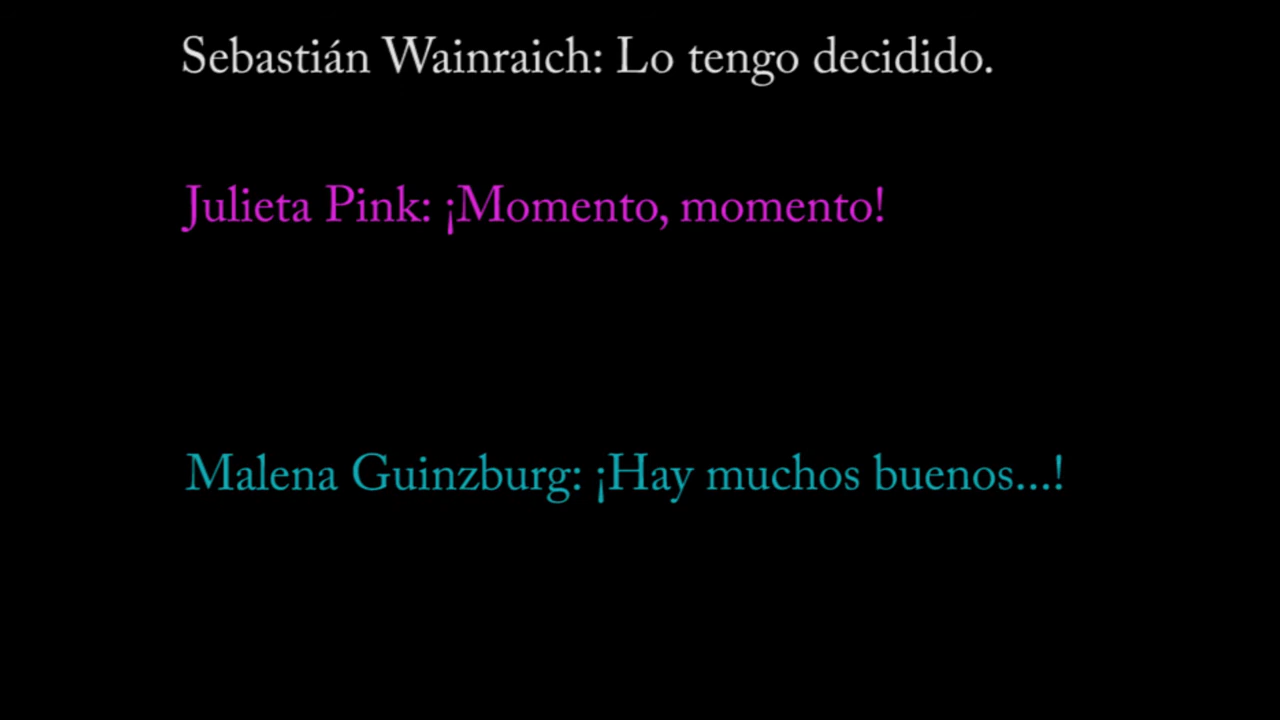 Sebastián Wainraich: Lo tengo decidido.
Julieta Pink: ¡Momento, momento!
Malena Guinzburg: ¡Hay muchos buenos...!